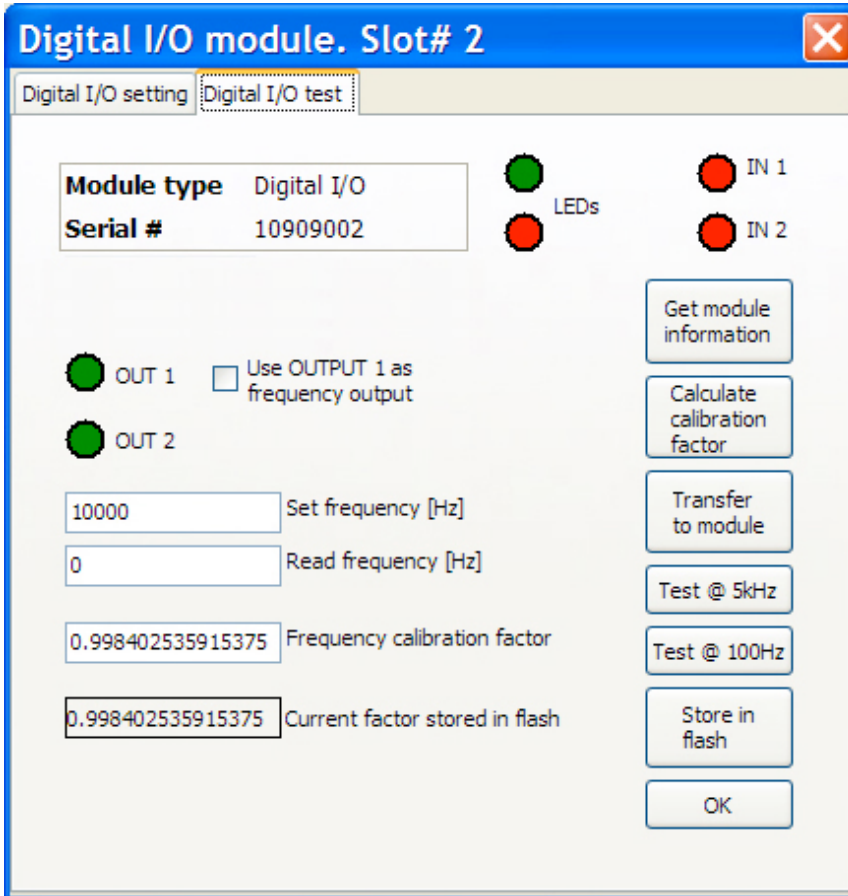 Digital I/O module. Slot# 2
Digital I/O setting
Digital I/O test
Module type Digital I/O
Serial # 10909002
LEDs
IN 1
IN 2
Get module
information
OUT 1
Use OUTPUT 1 as
frequency output
OUT 2
Calculate
calibration
factor
10000 Set frequency [Hz]
Transfer
to module
0 Read frequency [Hz]
Test @ 5kHz
0.998402535915375 Frequency calibration factor
Test @ 100Hz
0.998402535915375 Current factor stored in flash
Store in
flash
OK